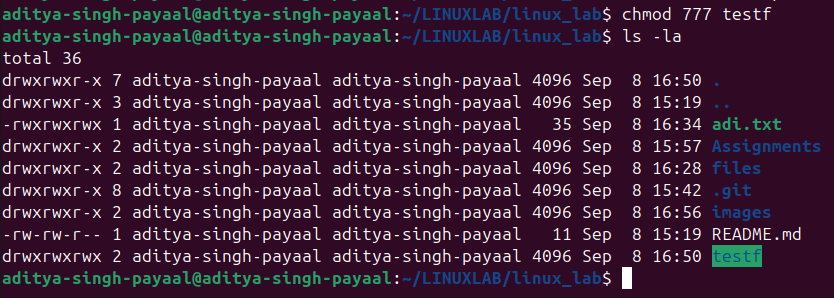 aditya-singh-payaal@aditya-singh-payaal:~/LINUXLAB/linux_lab$ chmod 777 testf
aditya-singh-payaal@aditya-singh-payaal:~/LINUXLAB/linux_lab$ ls -la
total 36
drwxrwxr-x 7 aditya-singh-payaal aditya-singh-payaal 4096 Sep  8 16:50 .
drwxrwxr-x 3 aditya-singh-payaal aditya-singh-payaal 4096 Sep  8 15:19 ..
-rwxrwxrwx 1 aditya-singh-payaal aditya-singh-payaal   35 Sep  8 16:34 adi.txt
drwxrwxr-x 2 aditya-singh-payaal aditya-singh-payaal 4096 Sep  8 15:57 Assignments
drwxrwxr-x 2 aditya-singh-payaal aditya-singh-payaal 4096 Sep  8 16:28 files
drwxrwxr-x 8 aditya-singh-payaal aditya-singh-payaal 4096 Sep  8 15:42 .git
drwxrwxr-x 2 aditya-singh-payaal aditya-singh-payaal 4096 Sep  8 16:56 images
-rw-rw-r-- 1 aditya-singh-payaal aditya-singh-payaal   11 Sep  8 15:19 README.md
drwxrwxrwx 2 aditya-singh-payaal aditya-singh-payaal 4096 Sep  8 16:50 testf
aditya-singh-payaal@aditya-singh-payaal:~/LINUXLAB/linux_lab$